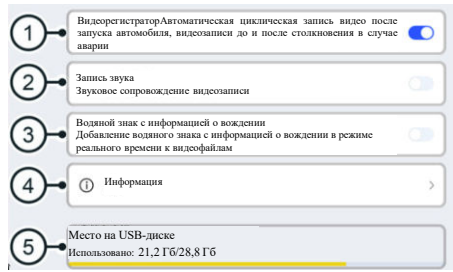 1
ВидеорегистраторАвтоматическая циклическая запись видео после
запуска автомобиля, видеозаписи до и после столкновения в случае
аварии
2
Запись звука
Звуковое сопровождение видеозаписи
3
Водяной знак с информацией о вождении
Добавление водяного знака с информацией о вождении в режиме
реального времени к видеофайлам
4
Информация
5
Место на USB-диске
Использовано: 21,2 Гб/28,8 Гб